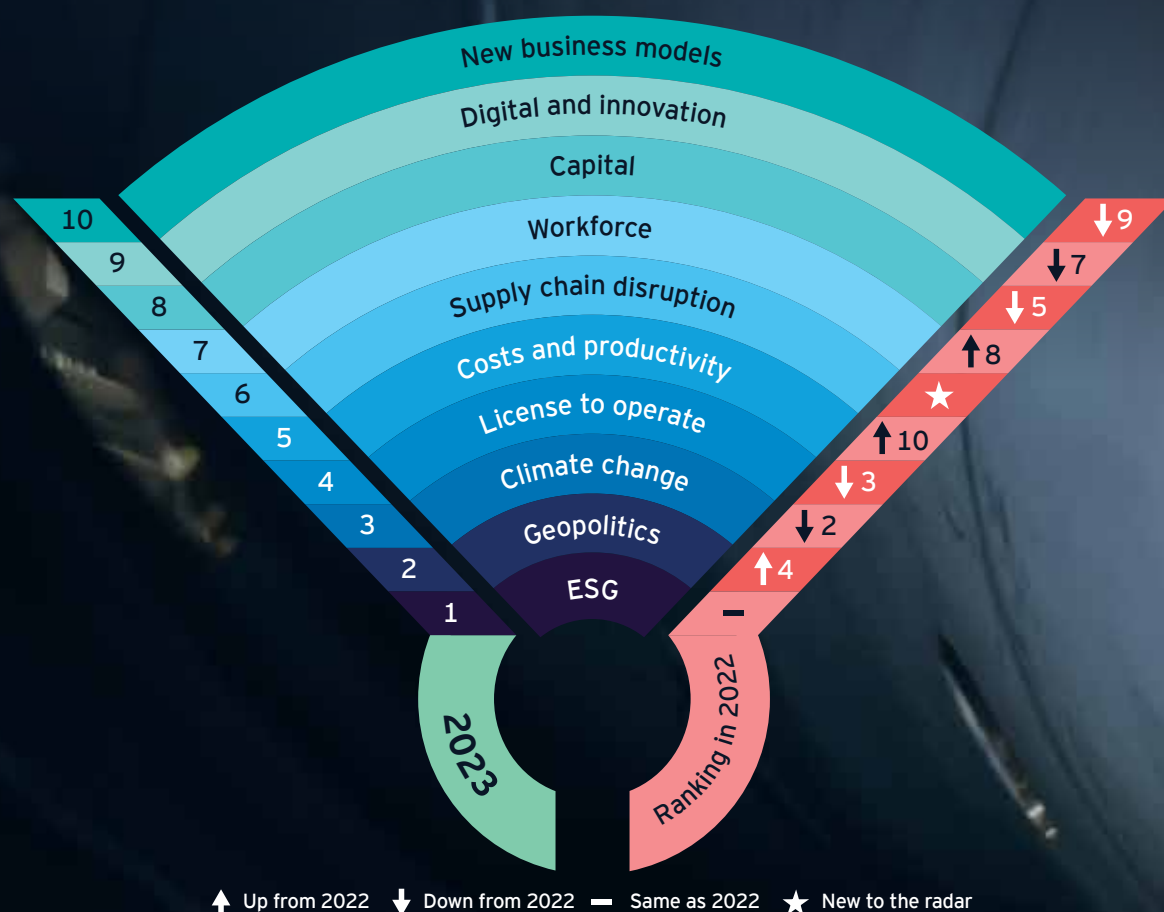 New business models
Digital and innovation
Capital
Workforce
Supply chain disruption
Costs and productivity
License to operate
Climate change
Geopolitics
ESG
10
9
8
7
6
5
4
3
2
1
2023
9
7
5
8
10
3
2
4
Ranking in 2022
Up from 2022 Down from 2022 Same as 2022 New to the radar